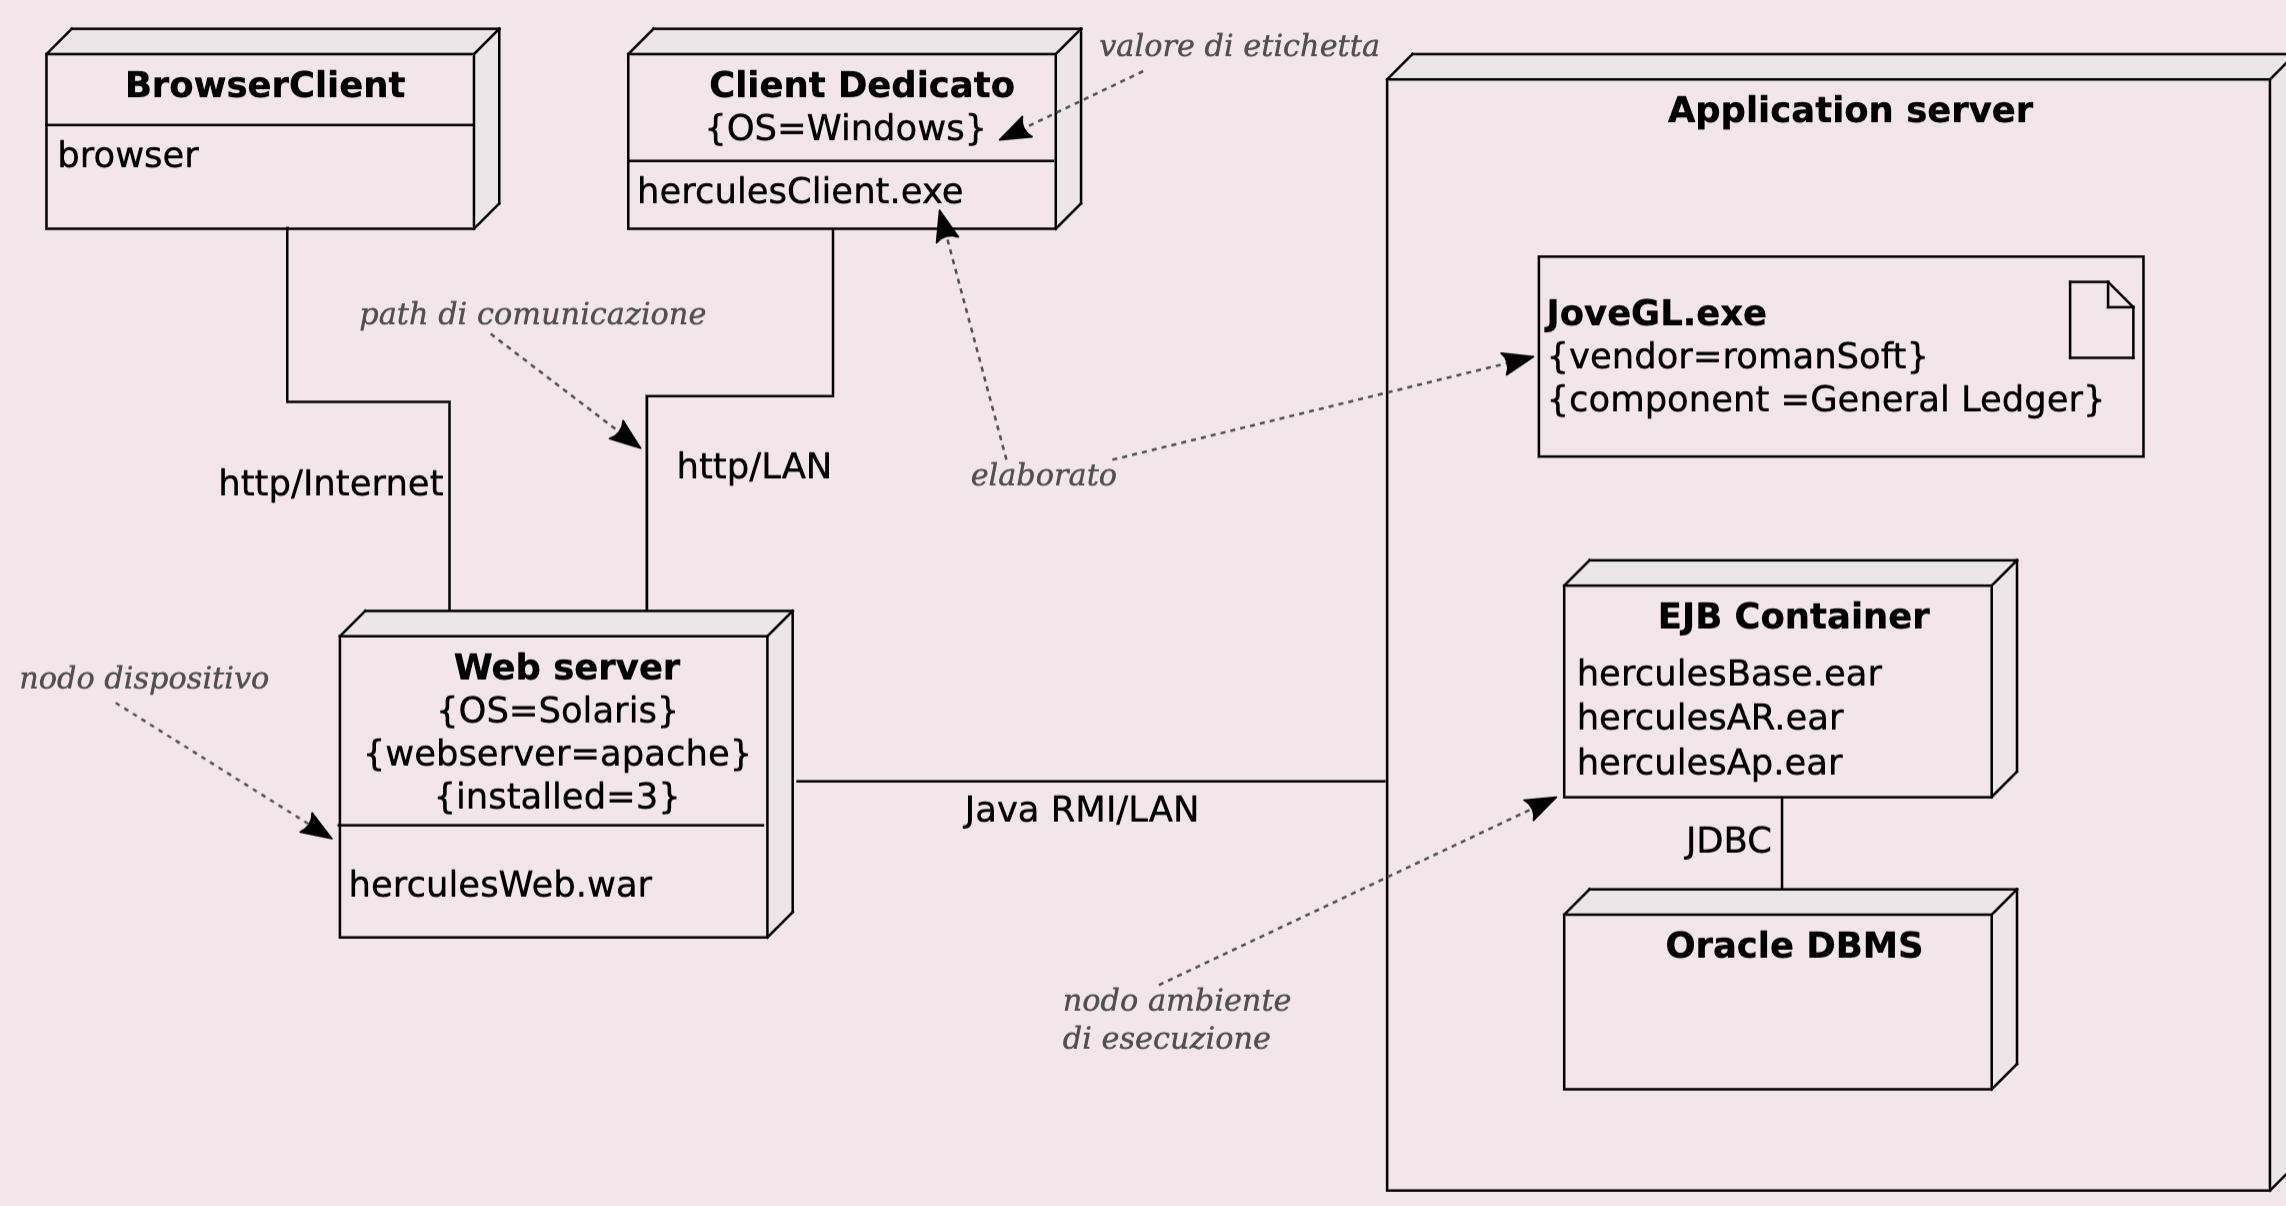 BrowserClient
browser
Client Dedicato
{OS=Windows}
herculesClient.exe
valore di etichetta
Application server
path di comunicazione
http/Internet
http/LAN
elaborato
JoveGL.exe
{vendor=romanSoft}
{component =General Ledger}
nodo dispositivo
Web server
{OS=Solaris}
{webserver=apache}
{installed=3}
herculesWeb.war
Java RMI/LAN
EJB Container
herculesBase.ear
herculesAR.ear
herculesAp.ear
JDBC
Oracle DBMS
nodo ambiente
di esecuzione